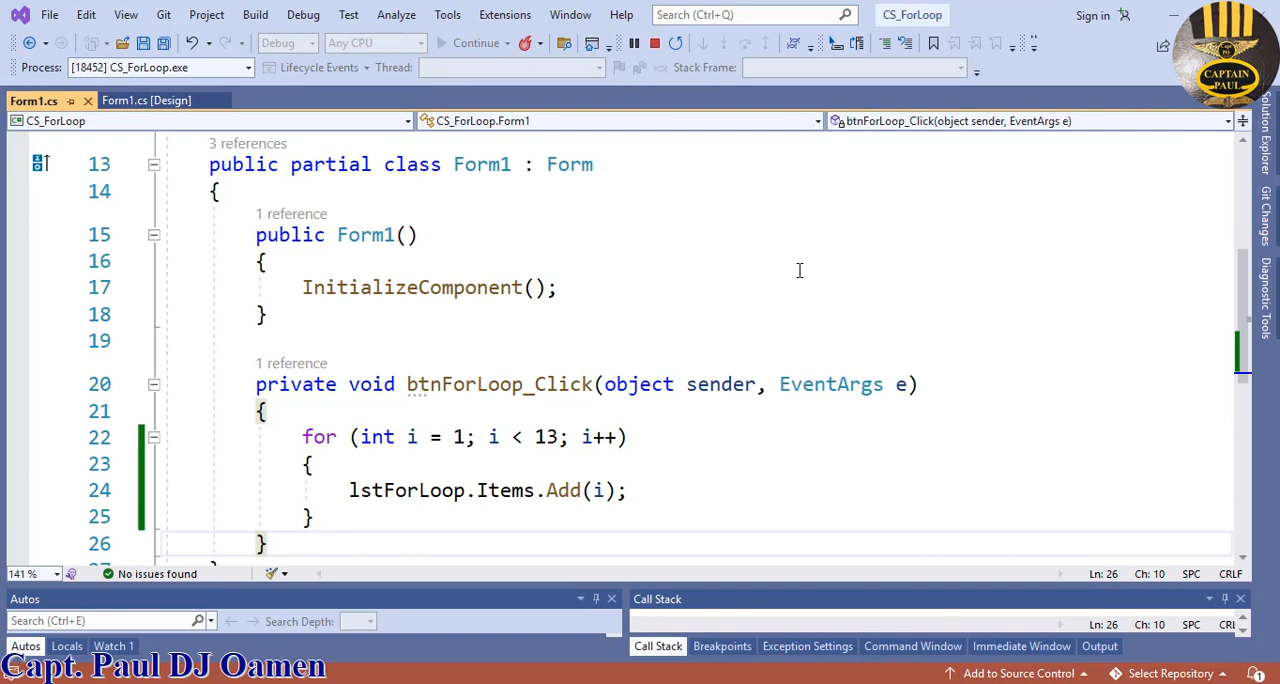 File Edit View Git Project Build Debug Test Analyze Tools Extensions Window Help Search (Ctrl+Q) CS_ForLoop Sign in
Debug Any CPU Continue
Process: [18452] CS_ForLoop.exe Lifecycle Events Thread: Stack Frame:
CAPTAIN
PAUL
Form1.cs Form1.cs [Design]
CS_ForLoop CS_ForLoop.Form1 btnForLoop_Click(object sender, EventArgs e)
3 references
13 public partial class Form1 : Form
14 {
1 reference
15 public Form1()
16 {
17 InitializeComponent();
18 }
19
1 reference
20 private void btnForLoop_Click(object sender, EventArgs e)
21 {
22 for (int i = 1; i < 13; i++)
23 {
24 lstForLoop.Items.Add(i);
25 }
26 }
Solution Explorer
Git Changes
Diagnostic Tools
141 % No issues found Ln: 26 Ch: 10 SPC CRLF
Autos
Search (Ctrl+E) Search Depth:
Autos Locals Watch 1
Call Stack
Ln: 26 Ch: 10 SPC
Call Stack Breakpoints Exception Settings Command Window Immediate Window Output
Capt. Paul DJ Oamen
Add to Source Control Select Repository 1